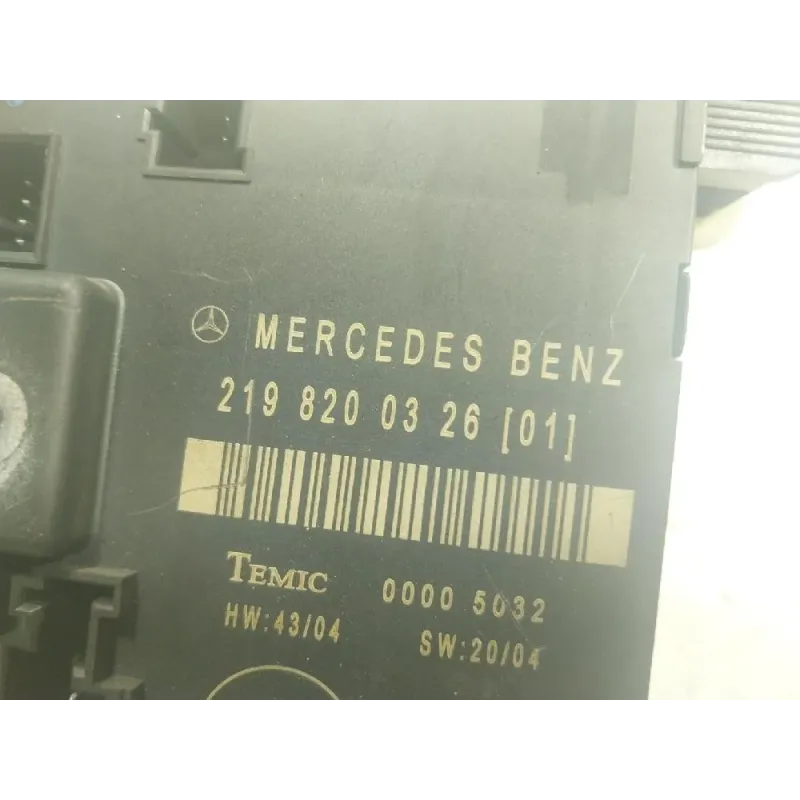 MERCEDES BENZ
219 820 03 26 [01]
TEMIC 0000 5032
HW:43/04 SW:20/04